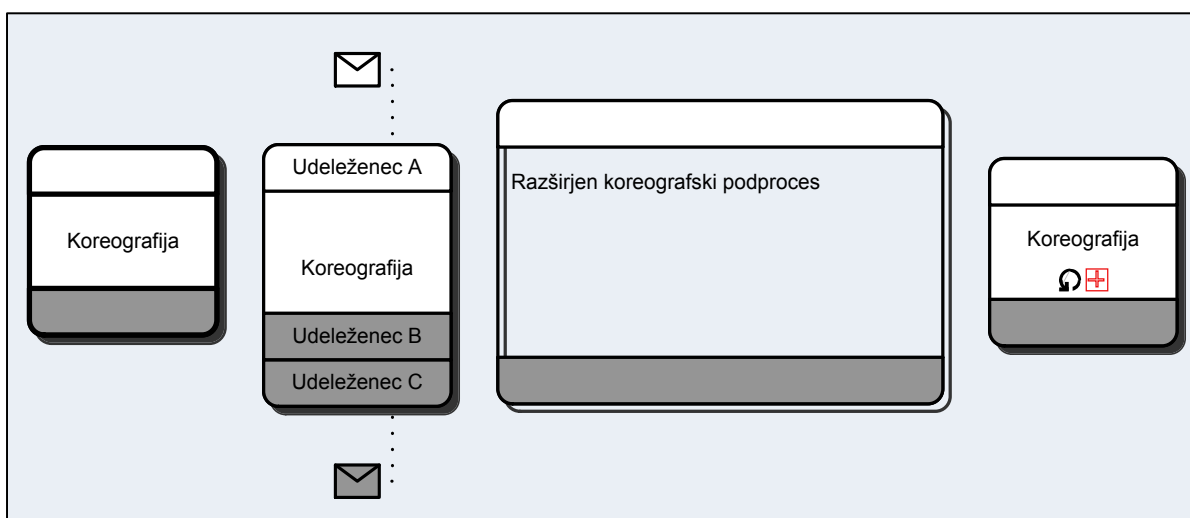 Koreografija
Udeleženec A
Koreografija
Udeleženec B
Udeleženec C
Razširjen koreografski podproces
Koreografija